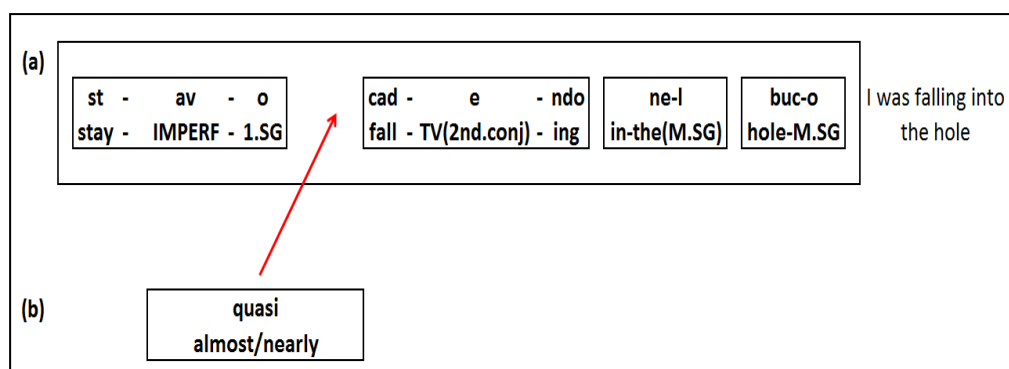 (a)
st - av - o cad - e - ndo ne-l buc-o I was falling into
stay - IMPERF - 1.SG fall - TV(2nd.conj) - ing in-the(M.SG) hole-M.SG the hole
(b)
quasi
almost/nearly